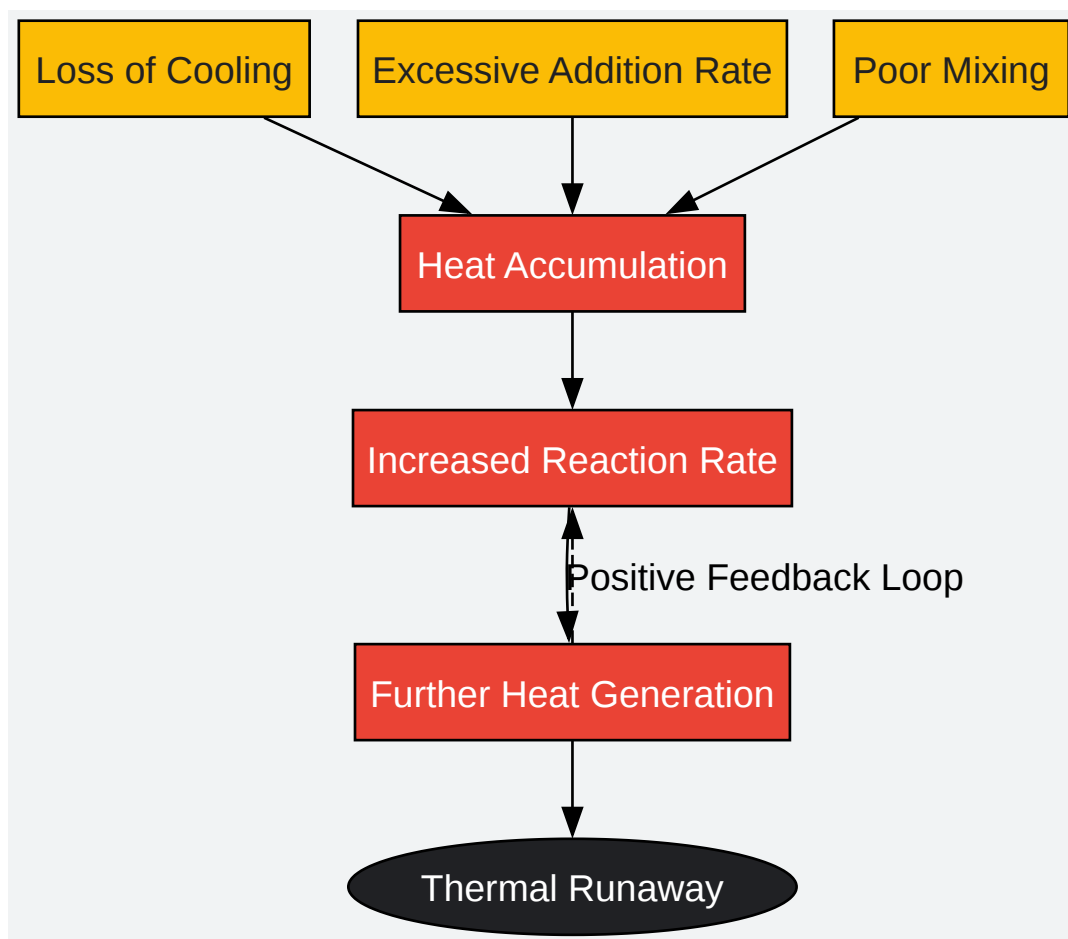 Loss of Cooling
Excessive Addition Rate
Poor Mixing
Heat Accumulation
Increased Reaction Rate
Positive Feedback Loop
Further Heat Generation
Thermal Runaway